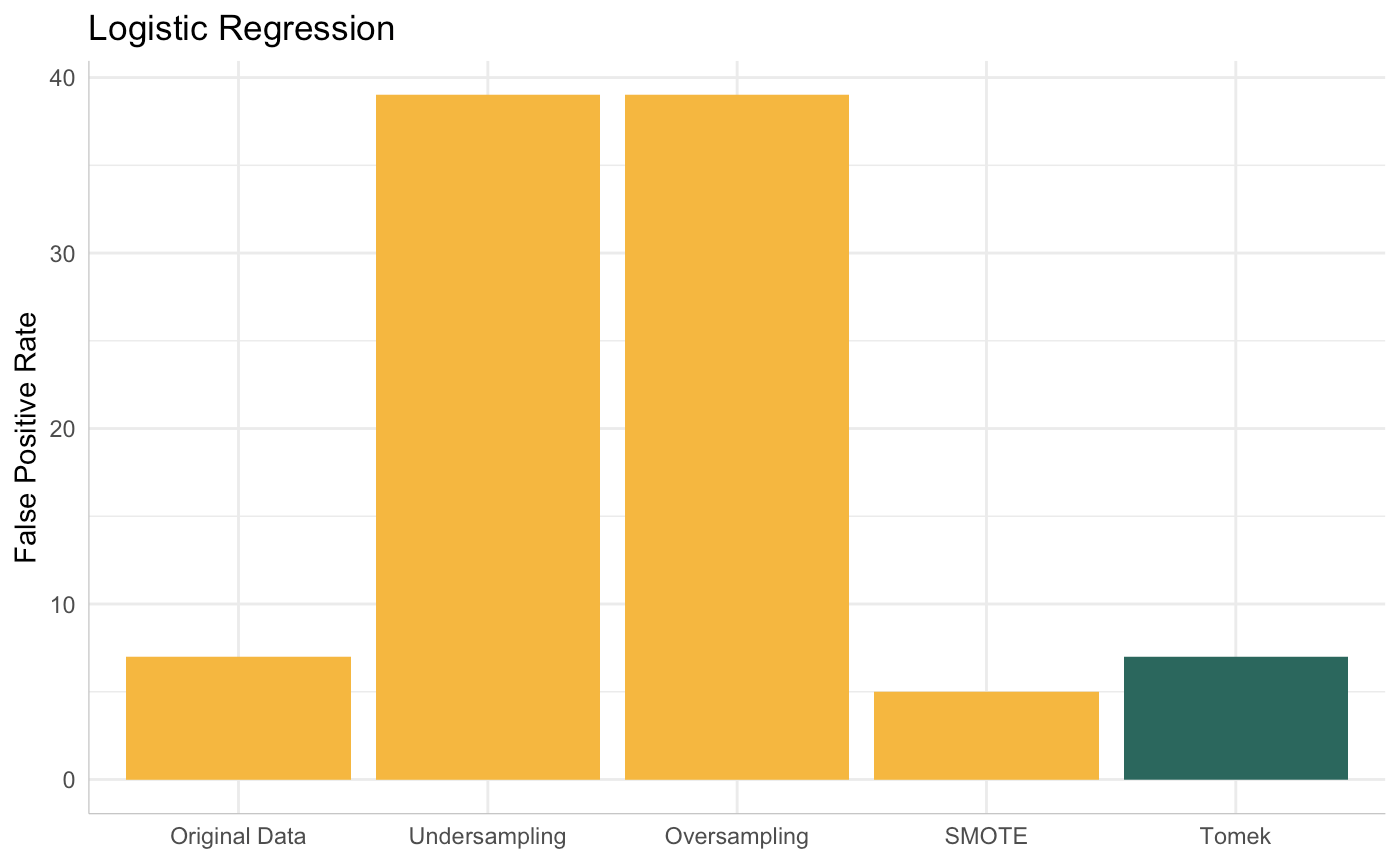 Logistic Regression
False Positive Rate
40
30
20
10
0
Original Data
Undersampling
Oversampling
SMOTE
Tomek